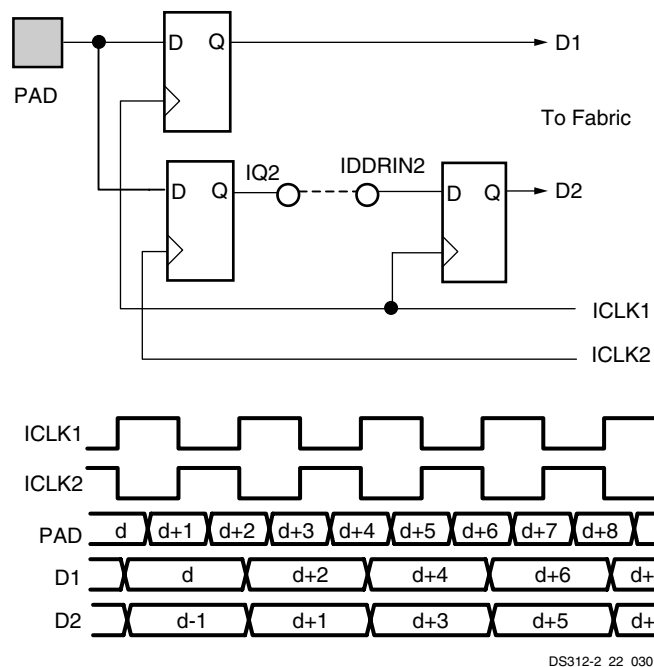 D Q D1
PAD
To Fabric
D Q IQ2 IDDRIN2 D Q D2
ICLK1
ICLK2
ICLK1
ICLK2
PAD d d+1 d+2 d+3 d+4 d+5 d+6 d+7 d+8
D1 d d+2 d+4 d+6 d+
D2 d-1 d+1 d+3 d+5 d+
DS312-2_22_030